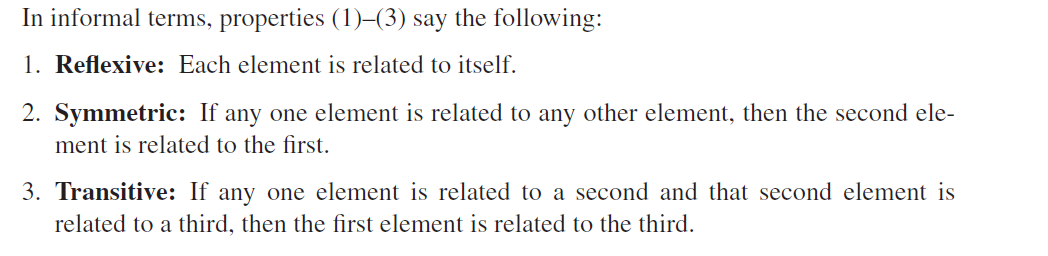 In informal terms, properties (1)–(3) say the following:
1. Reflexive: Each element is related to itself.
2. Symmetric: If any one element is related to any other element, then the second ele-
ment is related to the first.
3. Transitive: If any one element is related to a second and that second element is
related to a third, then the first element is related to the third.